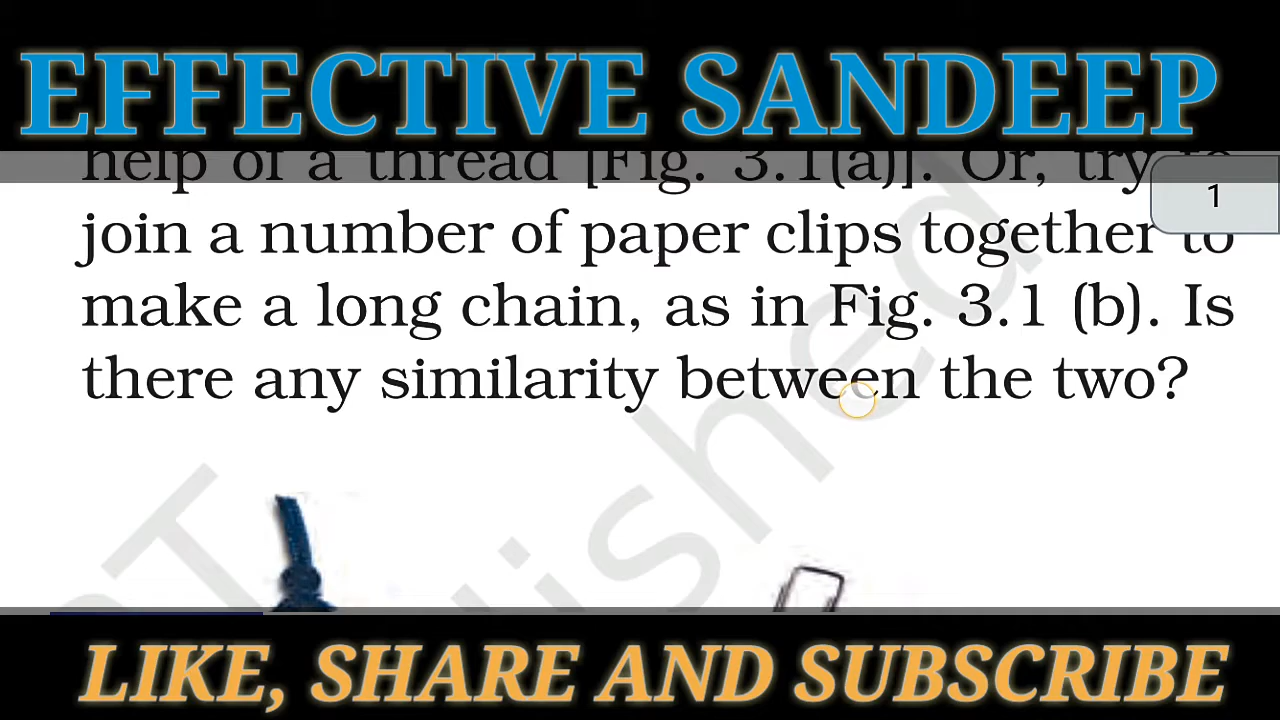 EFFECTIVE SANDEEP
help of a thread [Fig. 3.1(a)]. Or, try to
1
join a number of paper clips together to
make a long chain, as in Fig. 3.1 (b). Is
there any similarity between the two?
LIKE, SHARE AND SUBSCRIBE